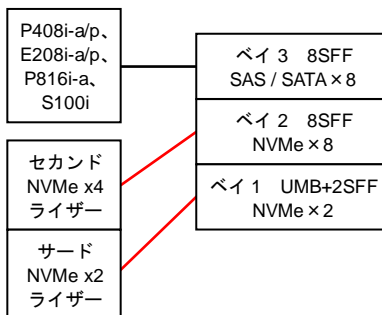 P408i-a/p、
E208i-a/p、
P816i-a、
S100i
ベイ 3　8SFF
SAS / SATA×8
ベイ 2　8SFF
NVMe×8
ベイ 1　UMB+2SFF
NVMe×2
セカンド
NVMe x4
ライザー
サード
NVMe x2
ライザー